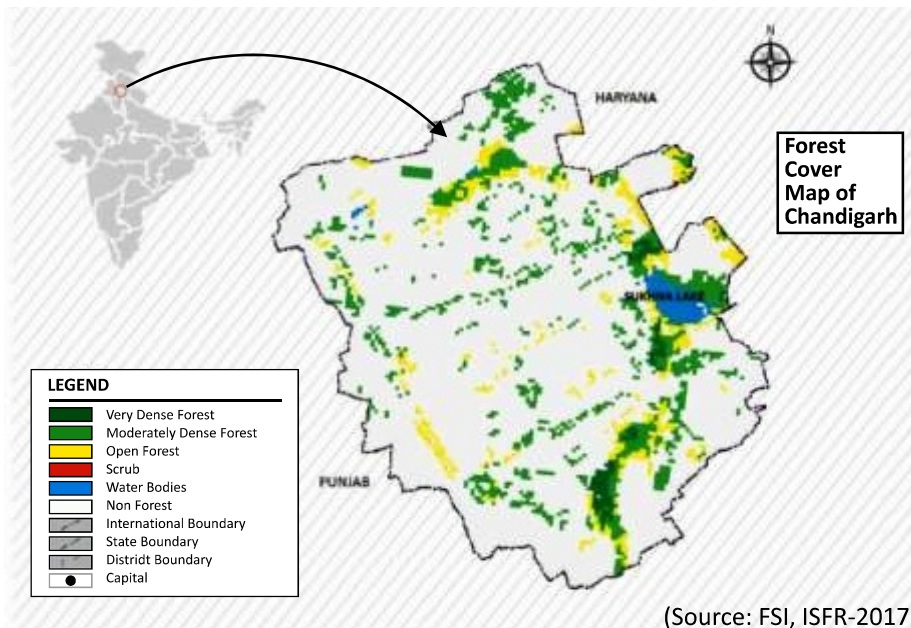 N
HARYANA
Forest
Cover
Map of
Chandigarh
SUKHNA LAKE
LEGEND
Very Dense Forest
Moderately Dense Forest
Open Forest
Scrub
Water Bodies
Non Forest
International Boundary
State Boundary
Distridt Boundary
Capital
PUNJAB
(Source: FSI, ISFR-2017